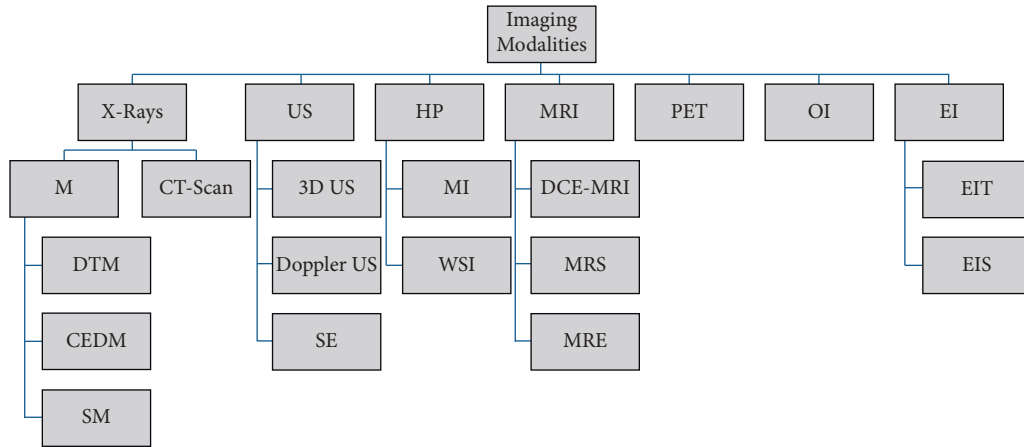 Imaging
Modalities
X-Rays
US
HP
MRI
PET
OI
EI
M
CT-Scan
3D US
MI
DCE-MRI
EIT
DTM
Doppler US
WSI
MRS
EIS
CEDM
SE
MRE
SM